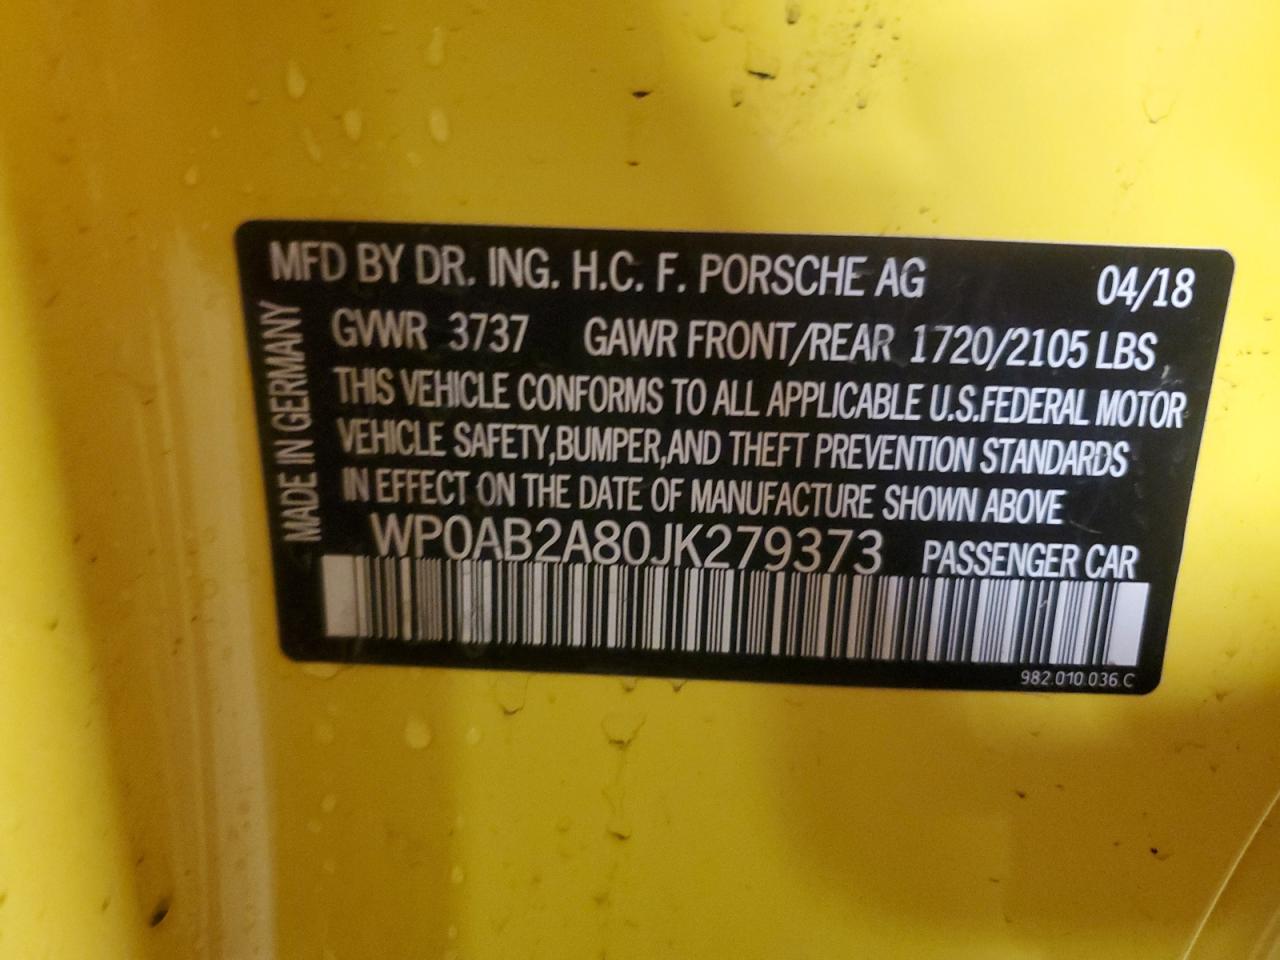 MFD BY DR. ING. H.C. F. PORSCHE AG 04/18
MADE IN GERMANY
GVWR 3737 GAWR FRONT/REAR 1720/2105 LBS
THIS VEHICLE CONFORMS TO ALL APPLICABLE U.S.FEDERAL MOTOR
VEHICLE SAFETY,BUMPER,AND THEFT PREVENTION STANDARDS
IN EFFECT ON THE DATE OF MANUFACTURE SHOWN ABOVE
WP0AB2A80JK279373 PASSENGER CAR
982.010.036.C